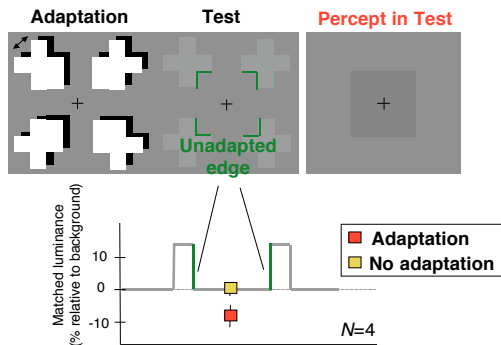 Adaptation
Test
Percept in Test
Unadapted
edge
Matched luminance
(% relative to background)
10
0
-10
Adaptation
No adaptation
N=4